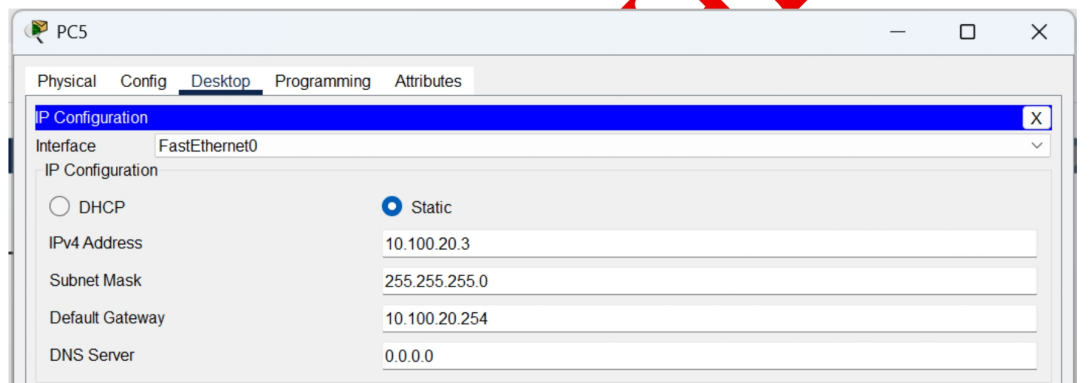 PC5
Physical Config Desktop Programming Attributes
IP Configuration X
Interface FastEthernet0
IP Configuration
DHCP Static
IPv4 Address 10.100.20.3
Subnet Mask 255.255.255.0
Default Gateway 10.100.20.254
DNS Server 0.0.0.0